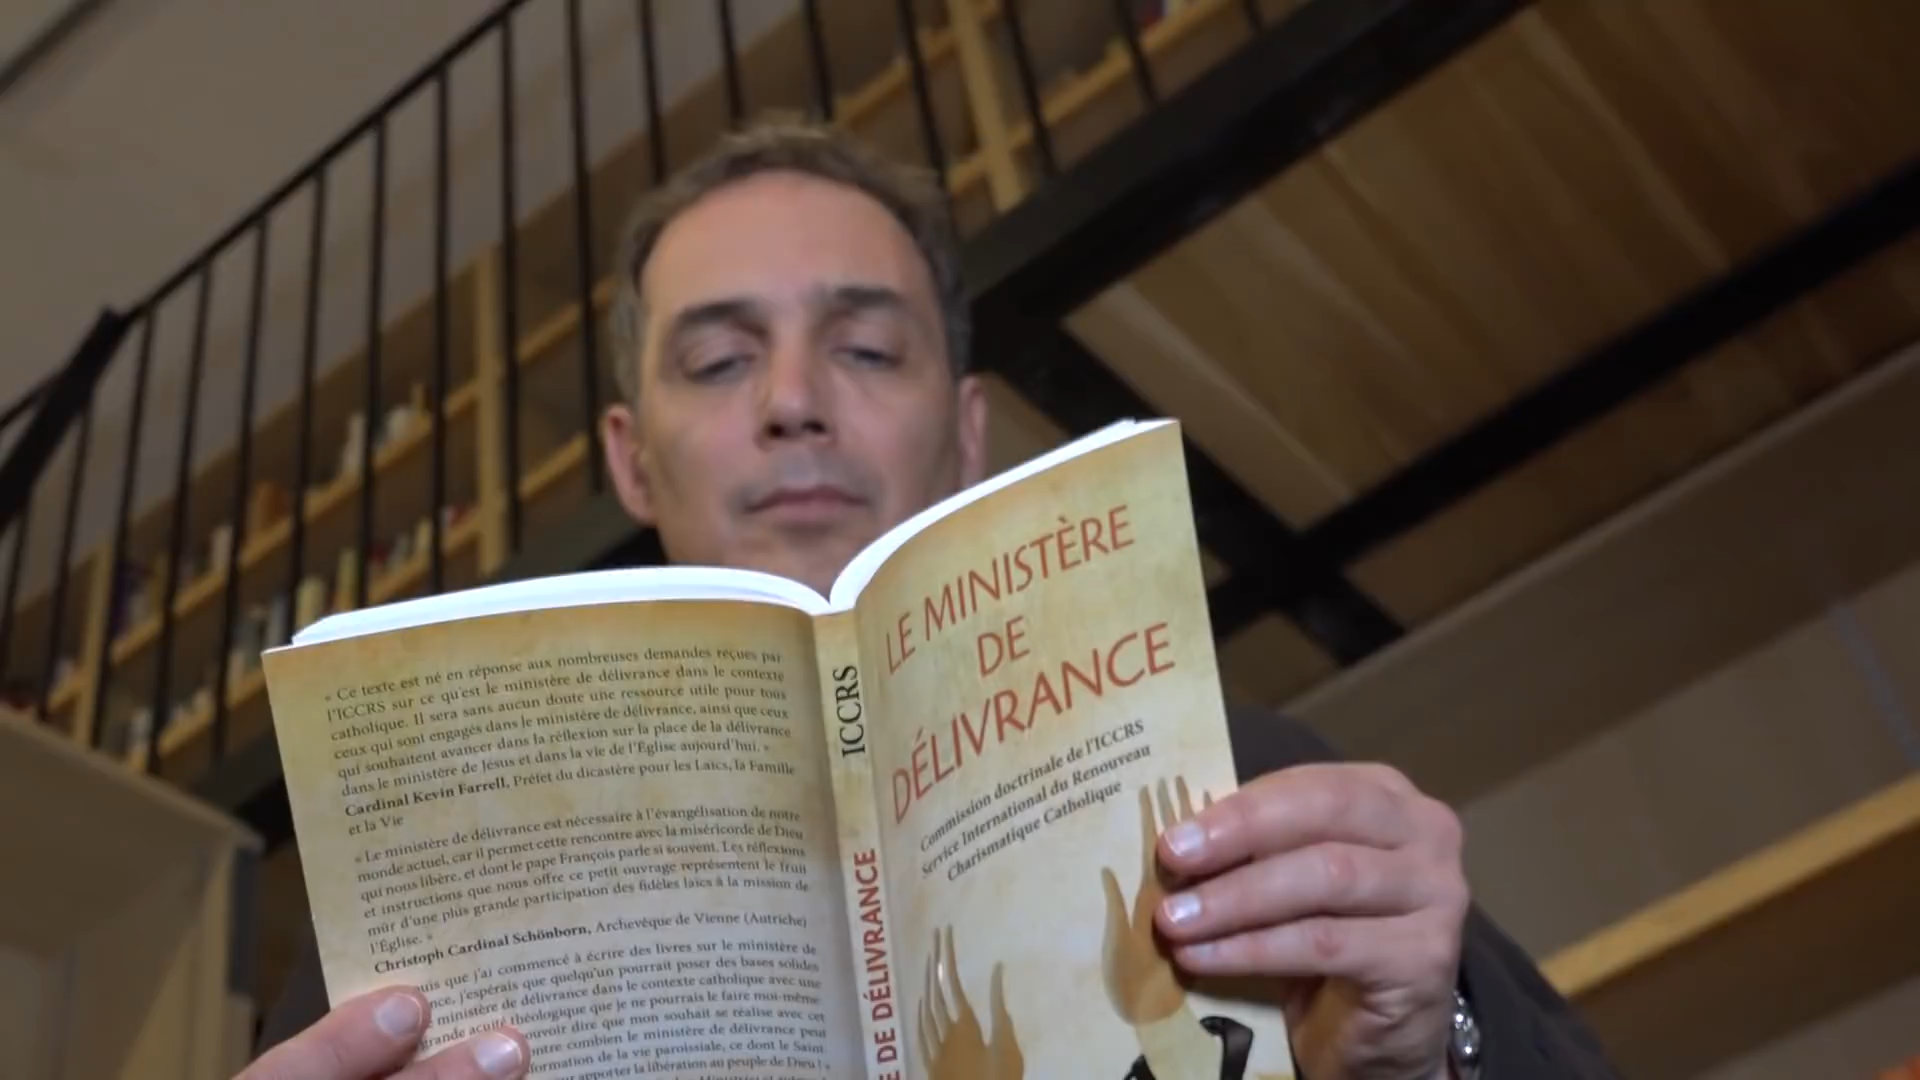 « Ce texte est né en réponse aux nombreuses demandes reçues par
l'ICCRS sur ce qu'est le ministère de délivrance dans le contexte
catholique. Il sera sans aucun doute une ressource utile pour tous
ceux qui sont engagés dans le ministère de délivrance, ainsi que ceux
qui souhaitent avancer dans la réflexion sur la place de la délivrance
dans le ministère de Jésus et dans la vie de l'Église aujourd'hui. »
Cardinal Kevin Farrell, Préfet du dicastère pour les Laïcs, la Famille
et la Vie
« Le ministère de délivrance est nécessaire à l'évangélisation de notre
monde actuel, car il permet cette rencontre avec la miséricorde de Dieu
qui nous libère, et dont le pape François parle si souvent. Les réflexions
et instructions que nous offre ce petit ouvrage représentent le fruit
mûr d'une plus grande participation des fidèles laïcs à la mission de
l'Église. »
Christoph Cardinal Schönborn, Archevêque de Vienne (Autriche)
que j'ai commencé à écrire des livres sur le ministère de
j'espérais que quelqu'un pourrait poser des bases solides
ministère de délivrance dans le contexte catholique avec une
grande acuité théologique que je ne pourrais le faire moi-même
pouvoir dire que mon souhait se réalise avec cet
combien le ministère de délivrance peut
de la vie paroissiale, ce dont le Saint
apporter la libération au peuple de Dieu ! »
ICCRS
DE DÉLIVRANCE
LE MINISTÈRE
DE
DÉLIVRANCE
Commission doctrinale de l'ICCRS
Service International du Renouveau
Charismatique Catholique